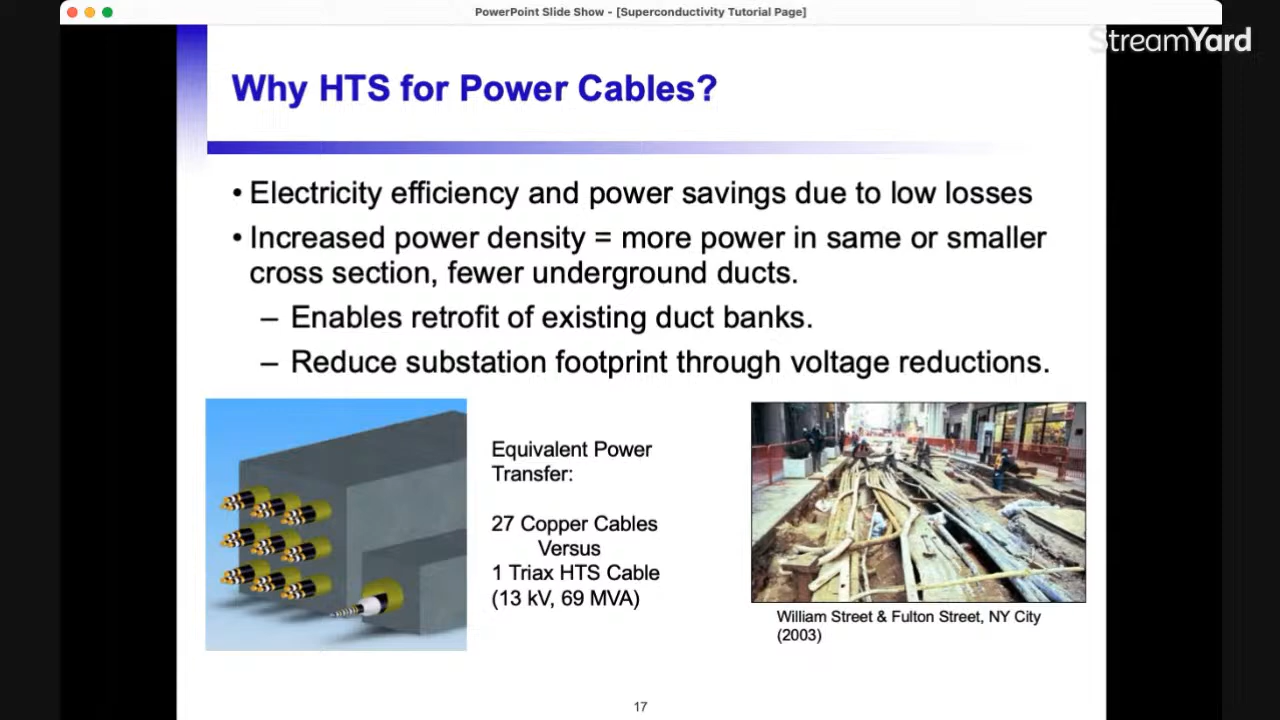 PowerPoint Slide Show - [Superconductivity Tutorial Page]
StreamYard
Why HTS for Power Cables?
• Electricity efficiency and power savings due to low losses
• Increased power density = more power in same or smaller
cross section, fewer underground ducts.
– Enables retrofit of existing duct banks.
– Reduce substation footprint through voltage reductions.
Equivalent Power
Transfer:
27 Copper Cables
Versus
1 Triax HTS Cable
(13 kV, 69 MVA)
William Street & Fulton Street, NY City
(2003)
17